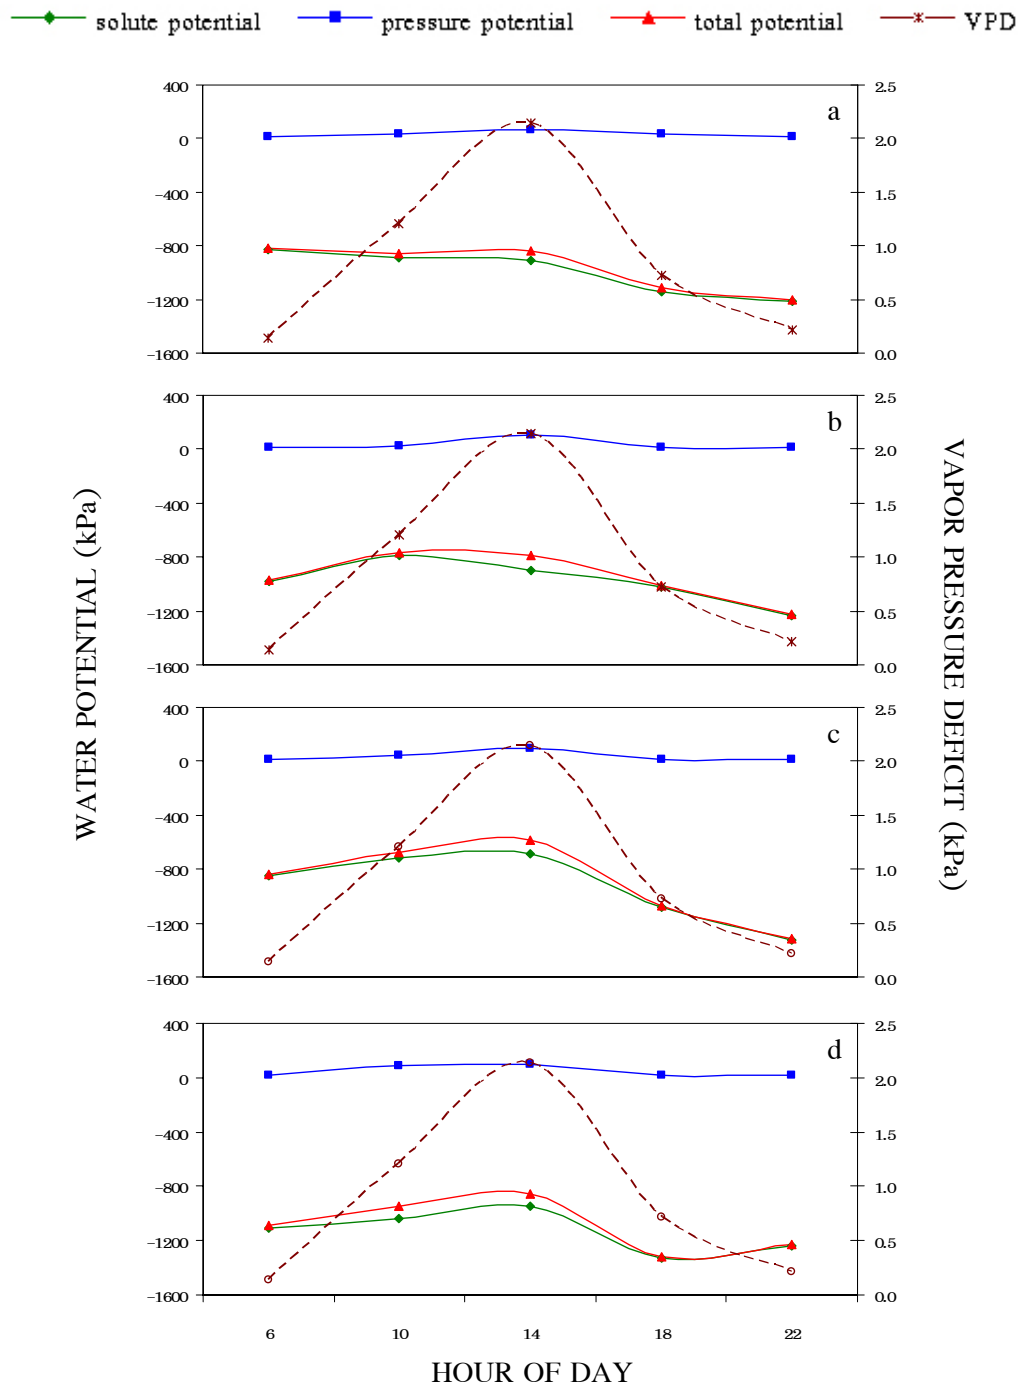 solute potential pressure potential total potential VPD
400 2.5
a
0 2.0
−400 1.5
−800 1.0
−1200 0.5
−1600 0.0
400 2.5
b
0 2.0
−400 1.5
−800 1.0
−1200 0.5
−1600 0.0
400 2.5
c
0 2.0
−400 1.5
−800 1.0
−1200 0.5
−1600 0.0
400 2.5
d
0 2.0
−400 1.5
−800 1.0
−1200 0.5
−1600 0.0
6 10 14 18 22
HOUR OF DAY
WATER POTENTIAL (kPa)
VAPOR PRESSURE DEFICIT (kPa)